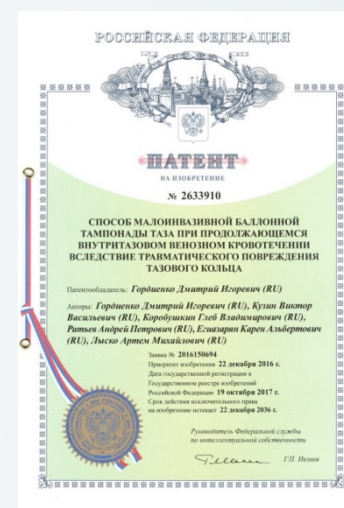 РОССИЙСКАЯ ФЕДЕРАЦИЯ
ПАТЕНТ
НА ИЗОБРЕТЕНИЕ
№ 2633910
СПОСОБ МАЛОИНВАЗИВНОЙ БАЛЛОННОЙ
ТАМПОНАДЫ ТАЗА ПРИ ПРОДОЛЖАЮЩЕМСЯ
ВНУТРИТАЗОВОМ ВЕНОЗНОМ КРОВОТЕЧЕНИИ
ВСЛЕДСТВИЕ ТРАВМАТИЧЕСКОГО ПОВРЕЖДЕНИЯ
ТАЗОВОГО КОЛЬЦА
Патентообладатель: Гордиенко Дмитрий Игоревич (RU)
Авторы: Гордиенко Дмитрий Игоревич (RU), Кузин Виктор
Васильевич (RU), Коробушкин Глеб Владимирович (RU),
Ратьев Андрей Петрович (RU), Егиазарян Карен Альбертович
(RU), Лыско Артем Михайлович (RU)
Заявка № 2016150694
Приоритет изобретения 22 декабря 2016 г.
Дата государственной регистрации в
Государственном реестре изобретений
Российской Федерации 19 октября 2017 г.
Срок действия исключительного права
на изобретение истекает 22 декабря 2036 г.
Руководитель Федеральной службы
по интеллектуальной собственности
Г.П. Ивлиев